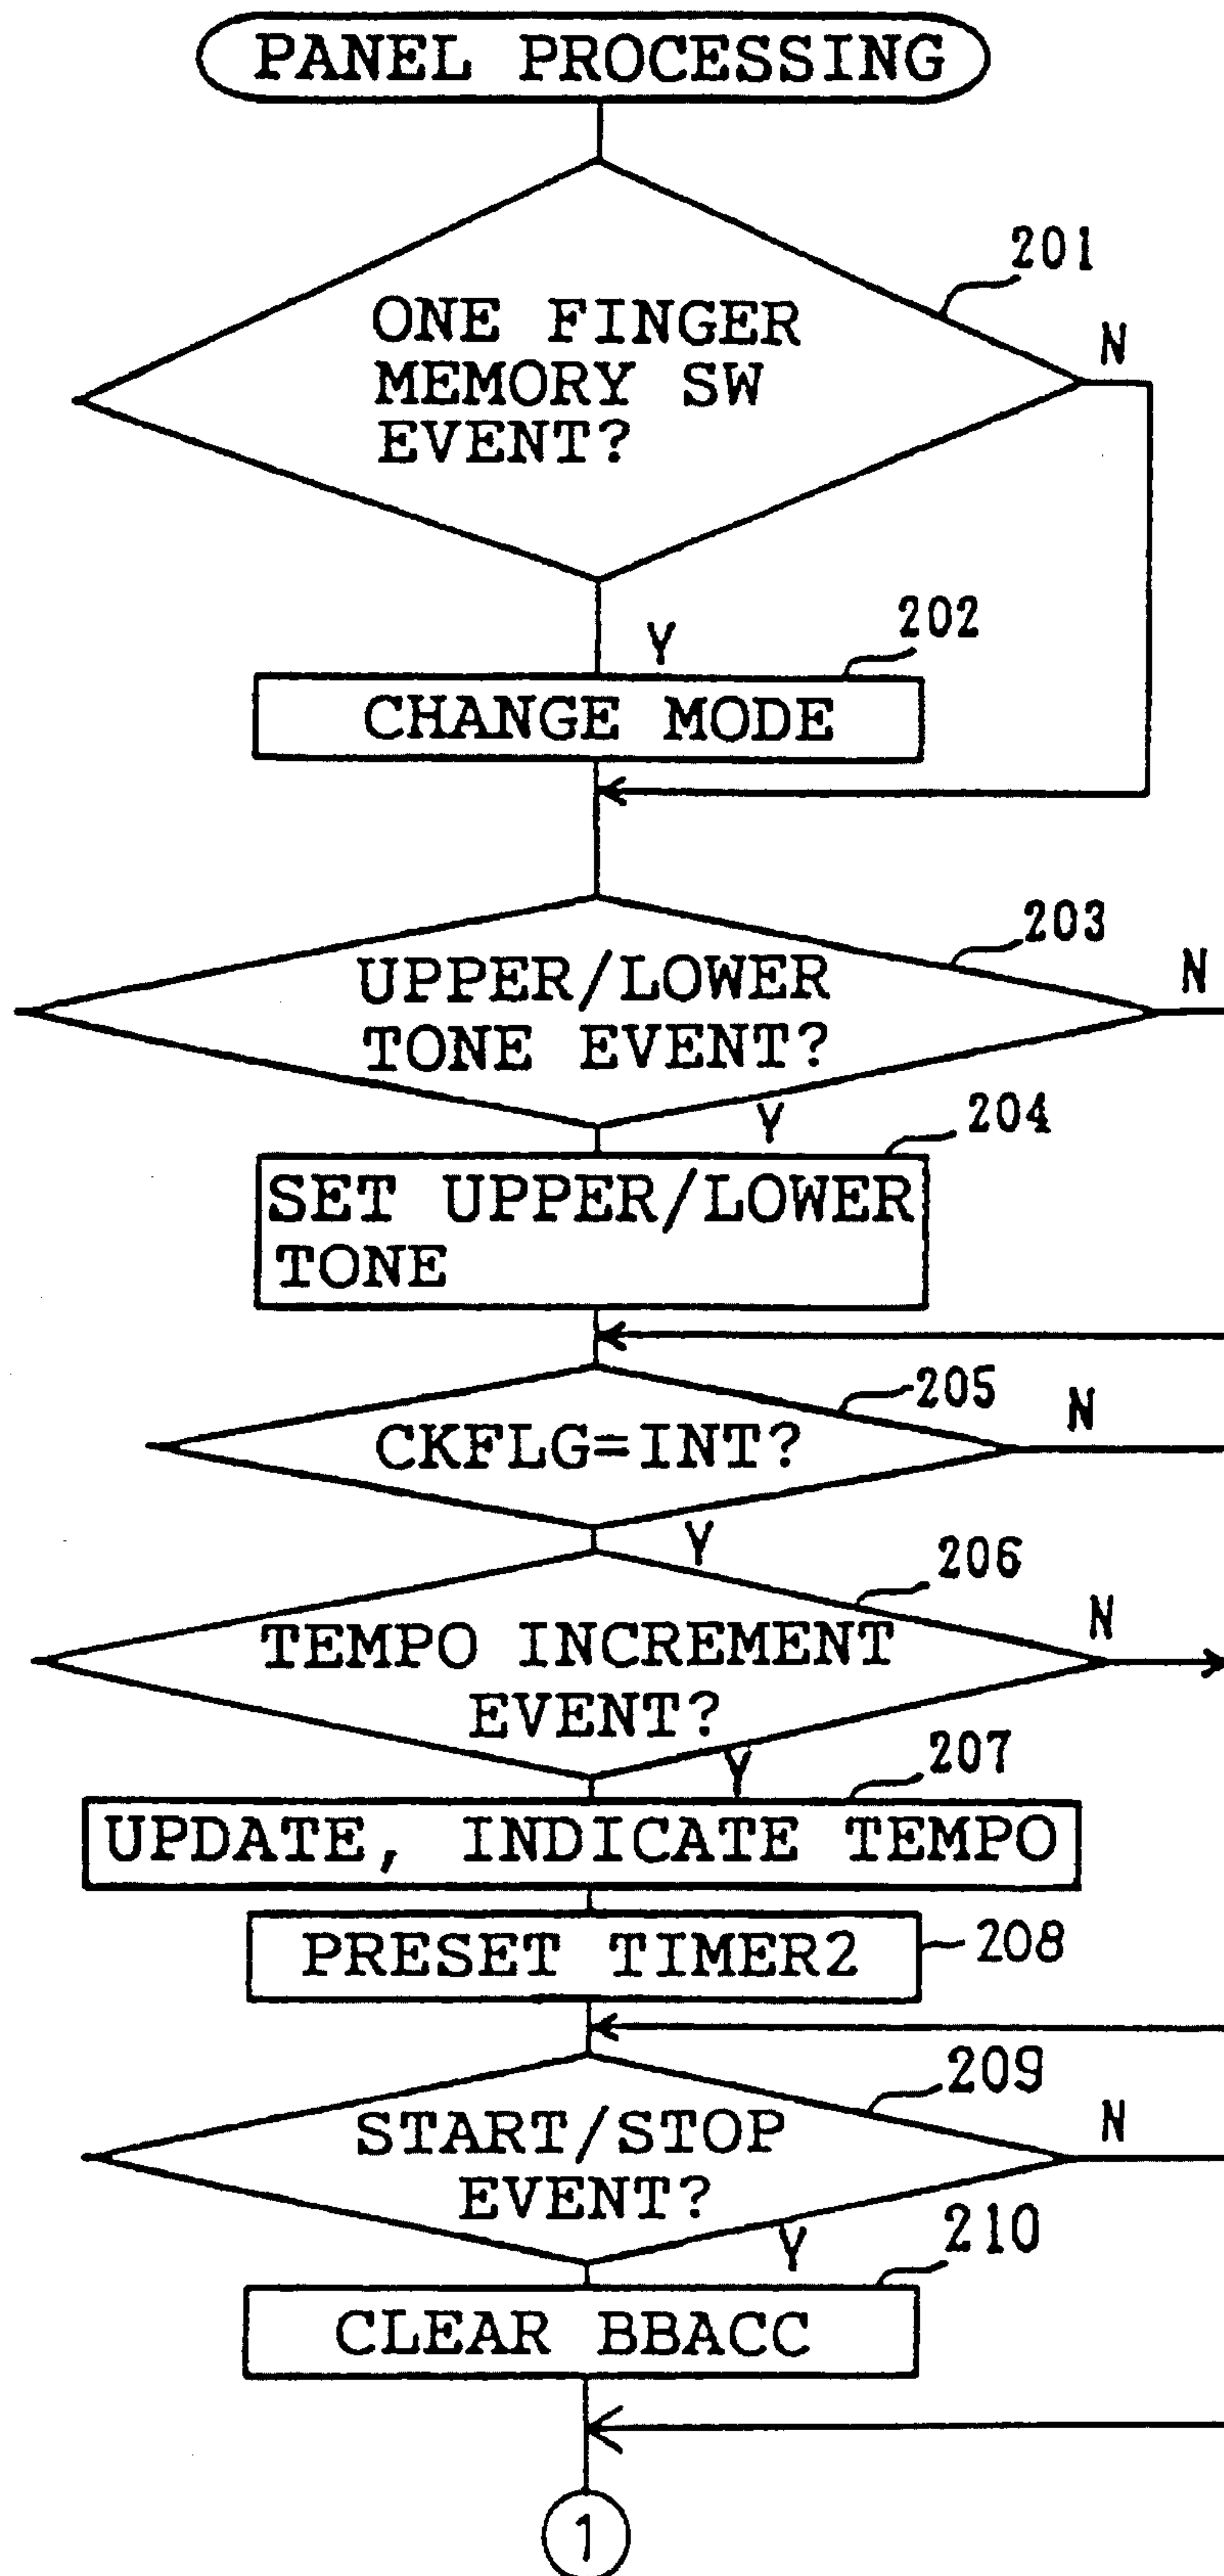 PANEL PROCESSING
201
ONE FINGER
MEMORY SW
EVENT?
N
Y
202
CHANGE MODE
203
UPPER/LOWER
TONE EVENT?
N
Y
204
SET UPPER/LOWER
TONE
205
CKFLG=INT?
N
Y
206
TEMPO INCREMENT
EVENT?
N
Y
207
UPDATE, INDICATE TEMPO
PRESET TIMER2
208
209
START/STOP
EVENT?
N
Y
210
CLEAR BBACC
1